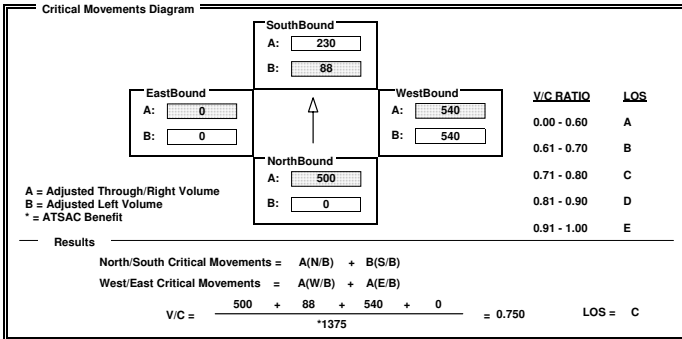 Critical Movements Diagram
SouthBound
A: 230
B: 88
EastBound
A: 0
B: 0
WestBound
A: 540
B: 540
NorthBound
A: 500
B: 0
V/C RATIO LOS
0.00 - 0.60 A
0.61 - 0.70 B
0.71 - 0.80 C
0.81 - 0.90 D
0.91 - 1.00 E
A = Adjusted Through/Right Volume
B = Adjusted Left Volume
* = ATSAC Benefit
Results
North/South Critical Movements = A(N/B) + B(S/B)
West/East Critical Movements = A(W/B) + A(E/B)
V/C = 500 + 88 + 540 + 0 = 0.750 LOS = C
*1375